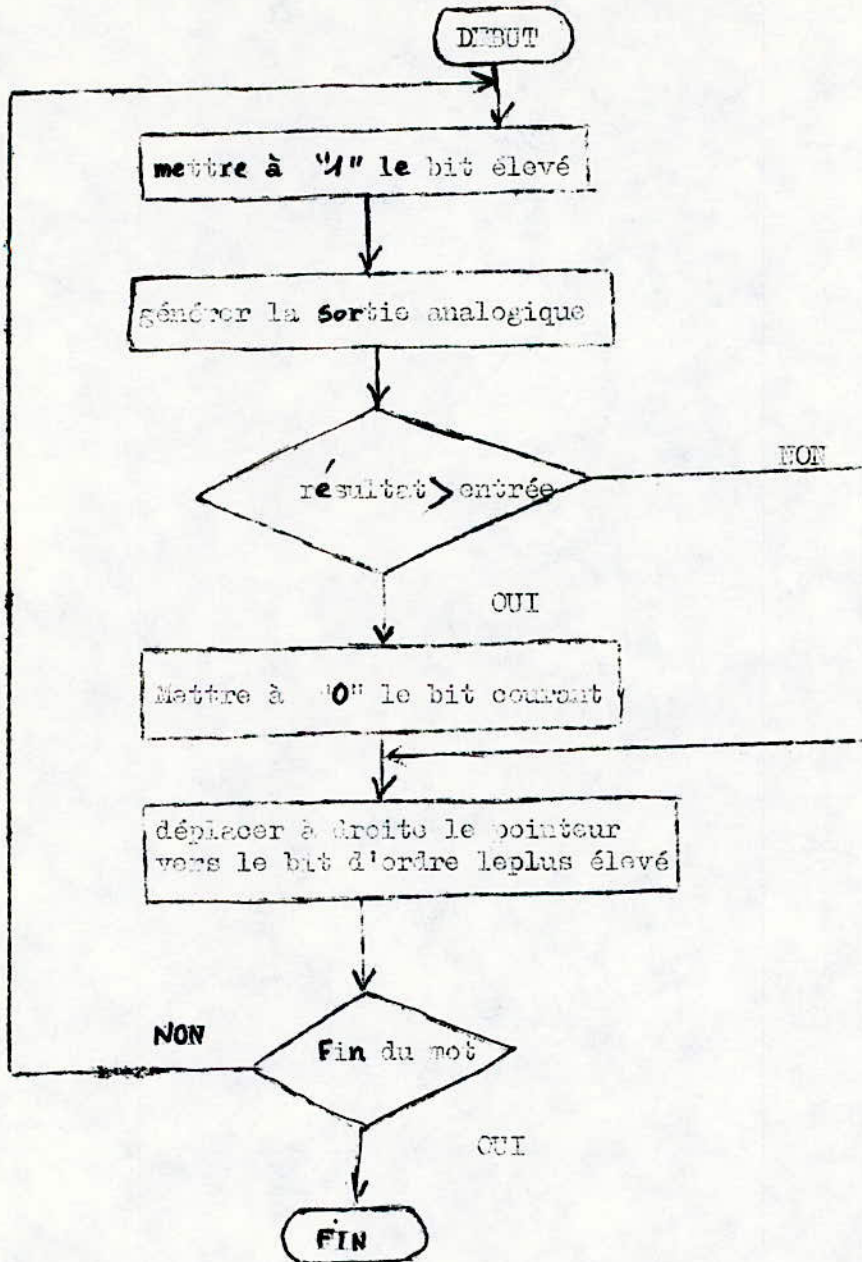 DEBUT
mettre à "1" le bit élevé
générer la sortie analogique
résultat > entrée
NON
OUI
Mettre à "0" le bit courant
déplacer à droite le pointeur
vers le bit d'ordre leplus élevé
NON
Fin du mot
OUI
FIN